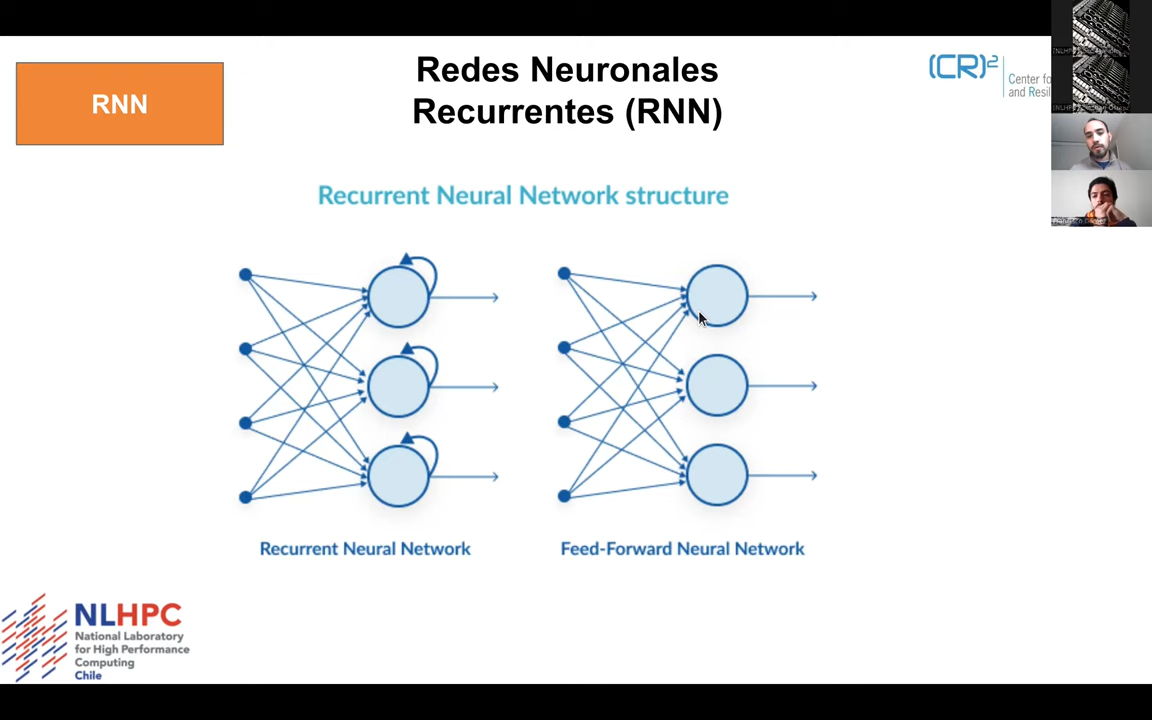 RNN
Redes Neuronales
Recurrentes (RNN)
(CR)²
Center for
and Resil
Recurrent Neural Network structure
Recurrent Neural Network
Feed-Forward Neural Network
NLHPC
National Laboratory
for High Performance
Computing
Chile